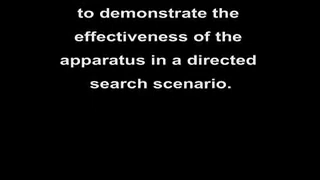 to demonstrate the
effectiveness of the
apparatus in a directed
search scenario.